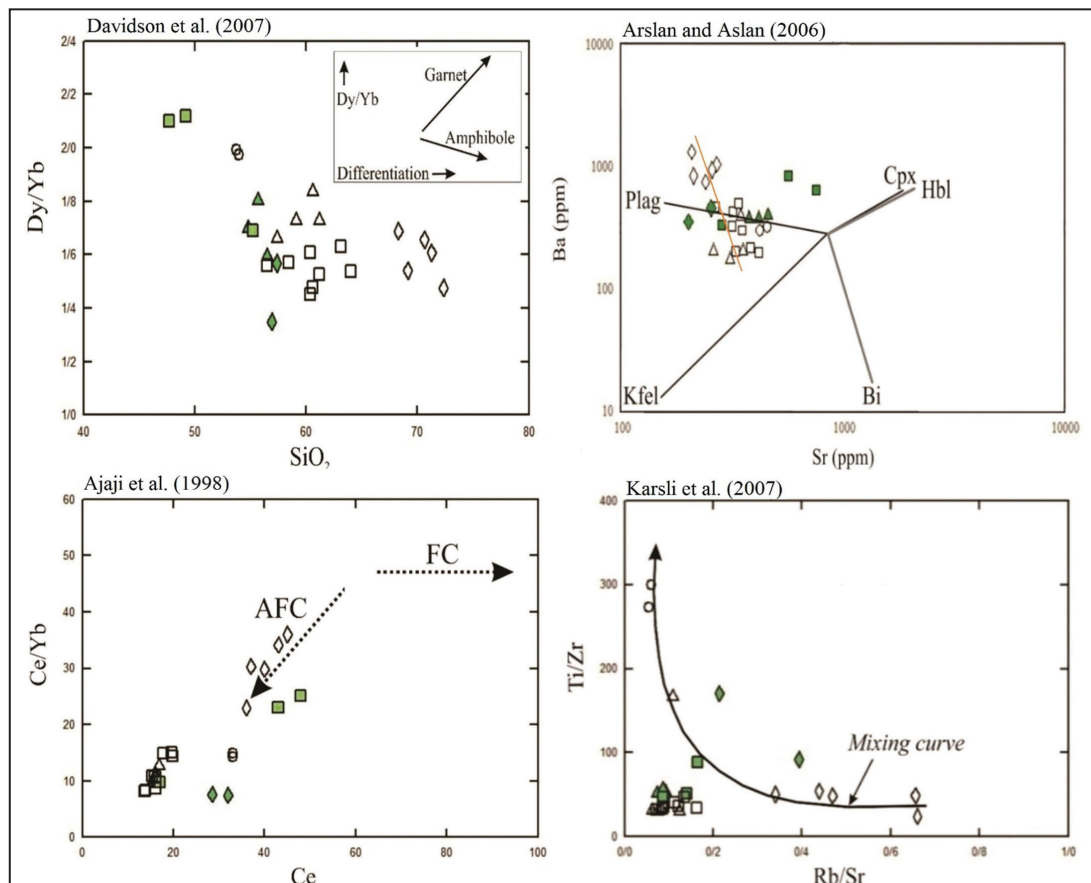 Davidson et al. (2007)
2/4
2/2
2/0
1/8
1/6
1/4
1/2
1/0
Dy/Yb
40
50
60
70
80
SiO₂
Dy/Yb
Garnet
Amphibole
Differentiation
Arslan and Aslan (2006)
10000
1000
100
10
Ba (ppm)
100
1000
10000
Sr (ppm)
Plag
Cpx
Hbl
Kfel
Bi
Ajaji et al. (1998)
60
50
40
30
20
10
0
Ce/Yb
0
20
40
60
80
100
Ce
FC
AFC
Karsli et al. (2007)
400
300
200
100
0
Ti/Zr
0/0
0/2
0/4
0/6
0/8
1/0
Rb/Sr
Mixing curve